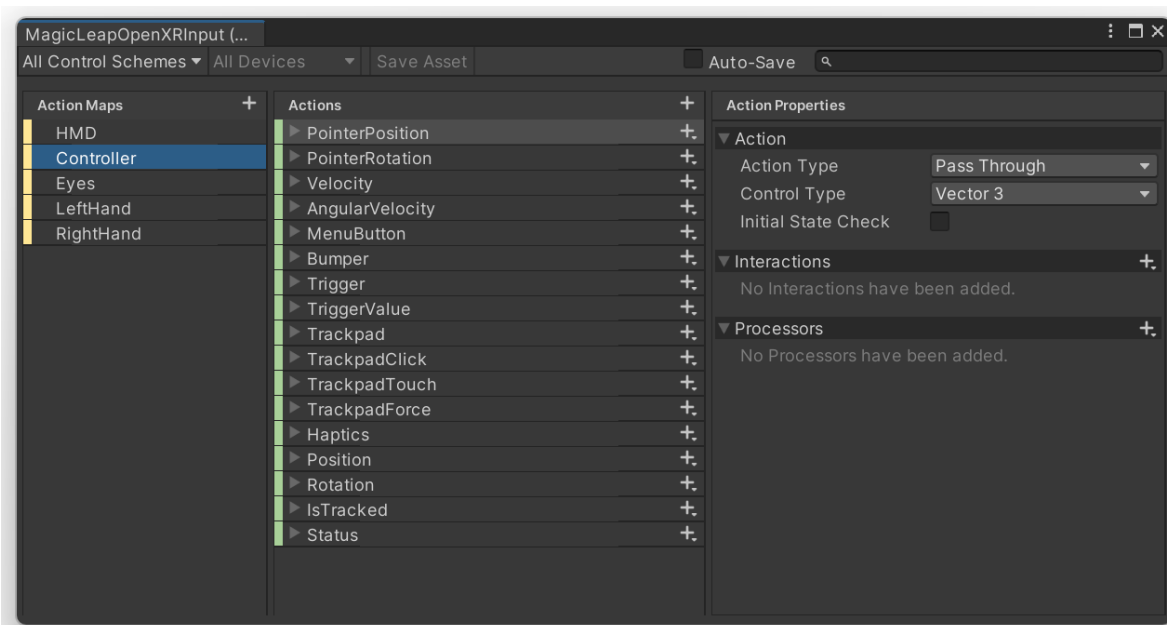 MagicLeapOpenXRInput (...
All Control Schemes All Devices Save Asset Auto-Save
Action Maps
HMD
Controller
Eyes
LeftHand
RightHand
Actions
PointerPosition
PointerRotation
Velocity
AngularVelocity
MenuButton
Bumper
Trigger
TriggerValue
Trackpad
TrackpadClick
TrackpadTouch
TrackpadForce
Haptics
Position
Rotation
IsTracked
Status
Action Properties
Action
Action Type Pass Through
Control Type Vector 3
Initial State Check
Interactions
No Interactions have been added.
Processors
No Processors have been added.